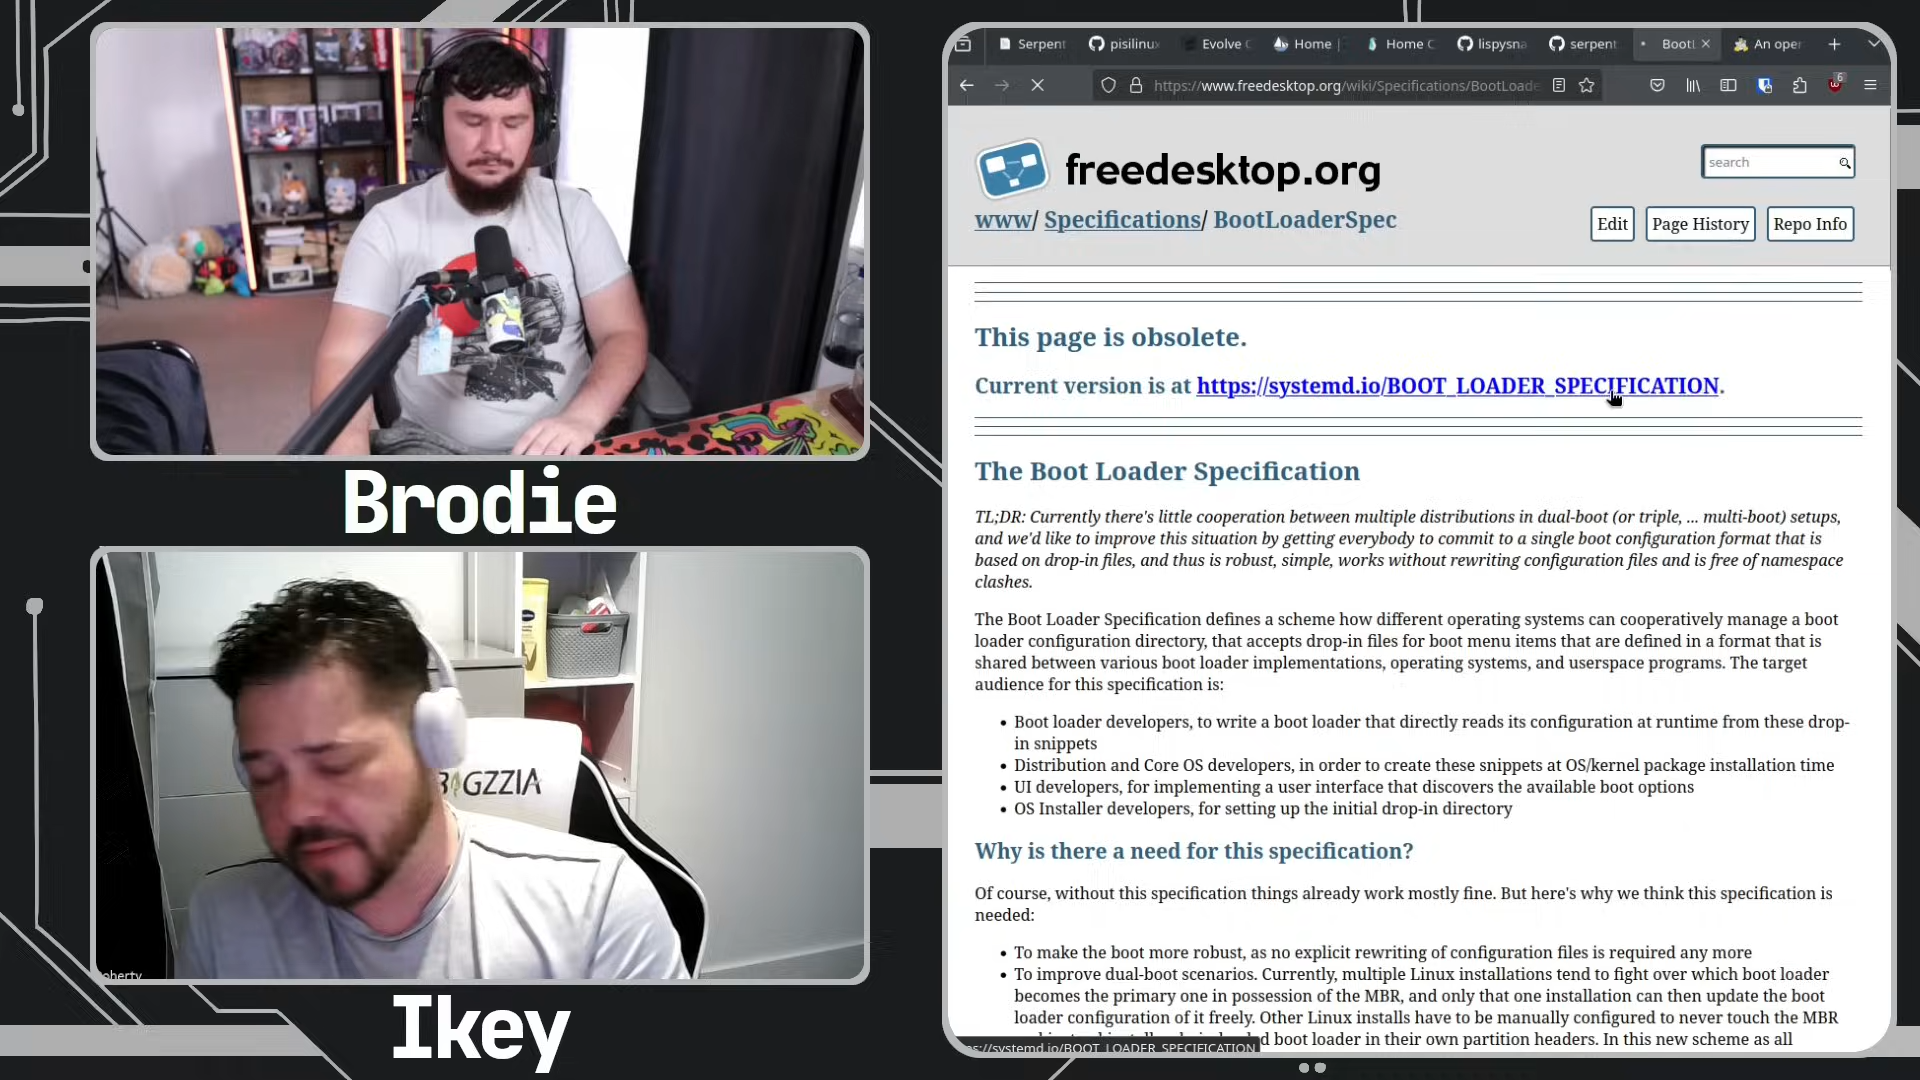 Serpent
pisilinux
Evolve C
Home |
Home C
lispysna
serpent
BootL
An oper
https://www.freedesktop.org/wiki/Specifications/BootLoade
6
freedesktop.org
search
www/ Specifications/ BootLoaderSpec
Edit
Page History
Repo Info
This page is obsolete.
Current version is at https://systemd.io/BOOT_LOADER_SPECIFICATION.
The Boot Loader Specification
TL;DR: Currently there's little cooperation between multiple distributions in dual-boot (or triple, ... multi-boot) setups,
and we'd like to improve this situation by getting everybody to commit to a single boot configuration format that is
based on drop-in files, and thus is robust, simple, works without rewriting configuration files and is free of namespace
clashes.
The Boot Loader Specification defines a scheme how different operating systems can cooperatively manage a boot
loader configuration directory, that accepts drop-in files for boot menu items that are defined in a format that is
shared between various boot loader implementations, operating systems, and userspace programs. The target
audience for this specification is:
• Boot loader developers, to write a boot loader that directly reads its configuration at runtime from these drop-
in snippets
• Distribution and Core OS developers, in order to create these snippets at OS/kernel package installation time
• UI developers, for implementing a user interface that discovers the available boot options
• OS Installer developers, for setting up the initial drop-in directory
Why is there a need for this specification?
Of course, without this specification things already work mostly fine. But here's why we think this specification is
needed:
• To make the boot more robust, as no explicit rewriting of configuration files is required any more
• To improve dual-boot scenarios. Currently, multiple Linux installations tend to fight over which boot loader
becomes the primary one in possession of the MBR, and only that one installation can then update the boot
loader configuration of it freely. Other Linux installs have to be manually configured to never touch the MBR
d boot loader in their own partition headers. In this new scheme as all
s://systemd.io/BOOT_LOADER_SPECIFICATION
Brodie
GZZIA
oherty
Ikey